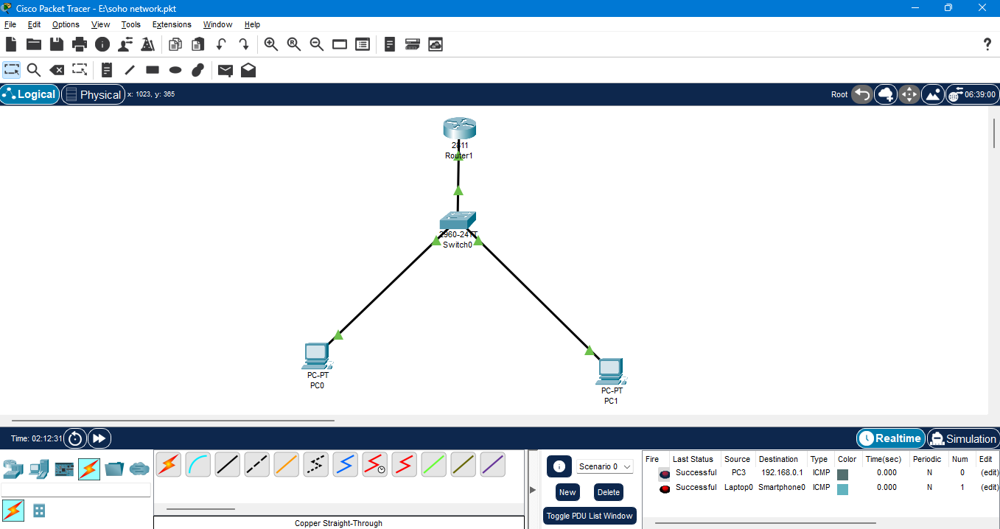 Cisco Packet Tracer - E:\soho network.pkt
File Edit Options View Tools Extensions Window Help
?
Logical Physical x: 1023, y: 365 Root 06:39:00
2811
Router1
2960-24TT
Switch0
PC-PT
PC0
PC-PT
PC1
Time: 02:12:31 Realtime Simulation
Scenario 0
New Delete
Toggle PDU List Window
Fire Last Status Source Destination Type Color Time(sec) Periodic Num Edit
Successful PC3 192.168.0.1 ICMP 0.000 N 0 (edit)
Successful Laptop0 Smartphone0 ICMP 0.000 N 1 (edit)
Copper Straight-Through